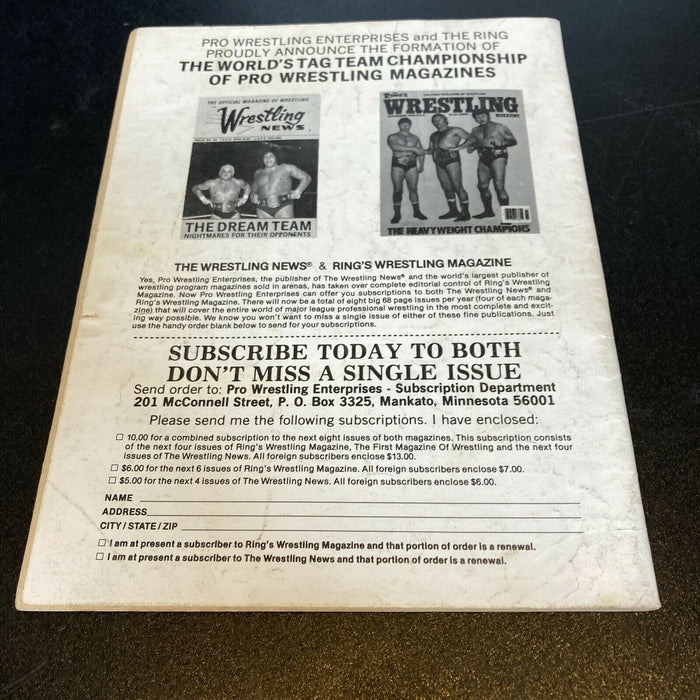 PRO WRESTLING ENTERPRISES and THE RING
PROUDLY ANNOUNCE THE FORMATION OF
THE WORLD'S TAG TEAM CHAMPIONSHIP
OF PRO WRESTLING MAGAZINES
THE OFFICIAL MAGAZINE OF WRESTLING
Wrestling
NEWS
THE DREAM TEAM
NIGHTMARES FOR THEIR OPPONENTS
Ring's
WRESTLING
MAGAZINE
THE HEAVYWEIGHT CHAMPIONS
THE WRESTLING NEWS® & RING'S WRESTLING MAGAZINE
Yes, Pro Wrestling Enterprises, the publisher of The Wrestling News® and the world's largest publisher of
wrestling program magazines sold in arenas, has taken over complete editorial control of Ring's Wrestling
Magazine. Now Pro Wrestling Enterprises can offer you subscriptions to both The Wrestling News® and
Ring's Wrestling Magazine. There will now be a total of eight big 68 page issues per year (four of each maga-
zine) that will cover the entire world of major league professional wrestling in the most complete and excit-
ing way possible. We know you won't want to miss a single issue of either of these fine publications. Just
use the handy order blank below to send for your subscriptions.
SUBSCRIBE TODAY TO BOTH
DON'T MISS A SINGLE ISSUE
Send order to: Pro Wrestling Enterprises - Subscription Department
201 McConnell Street, P. O. Box 3325, Mankato, Minnesota 56001
Please send me the following subscriptions. I have enclosed:
☐ 10.00 for a combined subscription to the next eight issues of both magazines. This subscription consists
of the next four issues of Ring's Wrestling Magazine, The First Magazine Of Wrestling and the next four
issues of The Wrestling News. All foreign subscribers enclose $13.00.
☐ $6.00 for the next 6 issues of Ring's Wrestling Magazine. All foreign subscribers enclose $7.00.
☐ $5.00 for the next 4 issues of The Wrestling News. All foreign subscribers enclose $6.00.
NAME
ADDRESS
CITY/STATE/ZIP
☐ I am at present a subscriber to Ring's Wrestling Magazine and that portion of order is a renewal.
☐ I am at present a subscriber to The Wrestling News and that portion of order is a renewal.